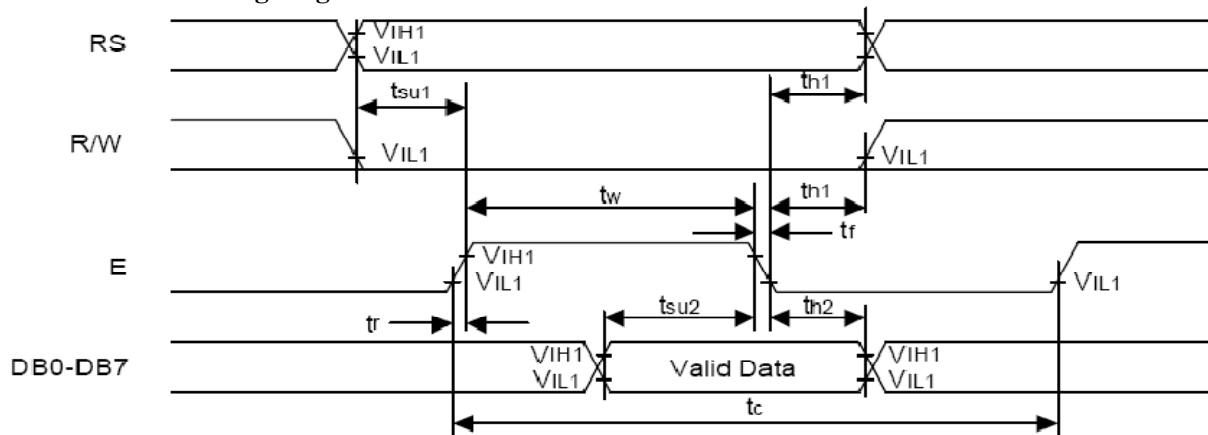 RS
VIH1
VIL1
tsu1
th1
R/W
VIL1
VIL1
tw
th1
tf
E
VIH1
VIL1
VIL1
tr
tsu2
th2
DB0-DB7
VIH1
VIL1
Valid Data
VIH1
VIL1
tc